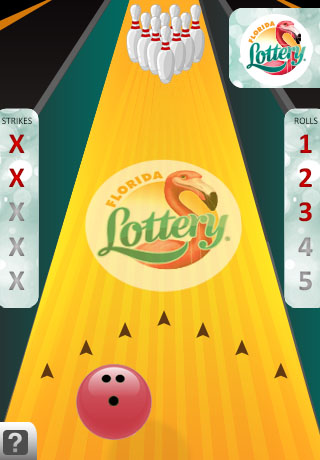 FLORIDA
Lottery
STRIKES
X
X
X
X
X
ROLLS
1
2
3
4
5
FLORIDA
Lottery
?